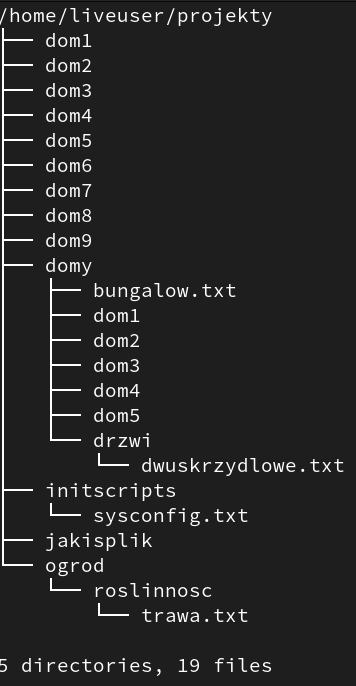 /home/liveuser/projekty
├── dom1
├── dom2
├── dom3
├── dom4
├── dom5
├── dom6
├── dom7
├── dom8
├── dom9
├── domy
│   ├── bungalow.txt
│   ├── dom1
│   ├── dom2
│   ├── dom3
│   ├── dom4
│   ├── dom5
│   └── drzwi
│       └── dwuskrzydlowe.txt
├── initscripts
│   └── sysconfig.txt
├── jakisplik
└── ogrod
    └── roslinnosc
        └── trawa.txt

5 directories, 19 files